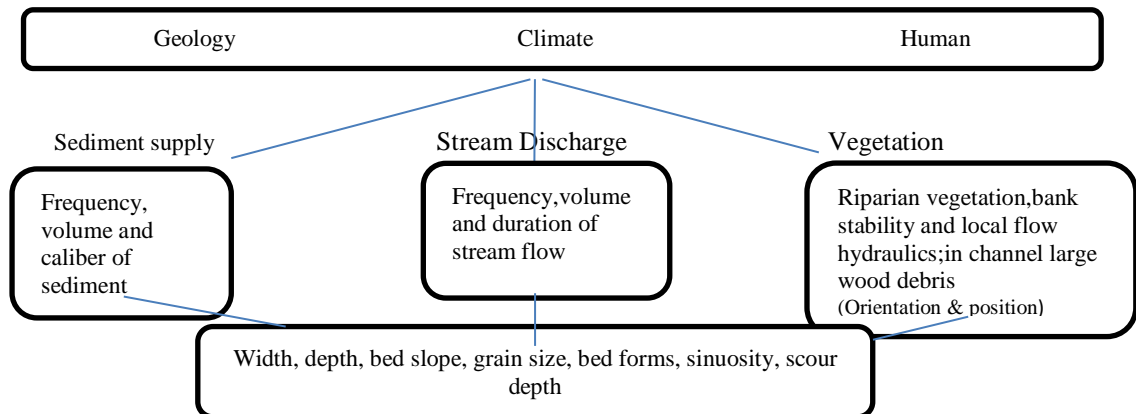 Geology Climate Human
Sediment supply Stream Discharge Vegetation
Frequency,
volume and
caliber of
sediment
Frequency,volume
and duration of
stream flow
Riparian vegetation,bank
stability and local flow
hydraulics;in channel large
wood debris
(Orientation & position)
Width, depth, bed slope, grain size, bed forms, sinuosity, scour
depth